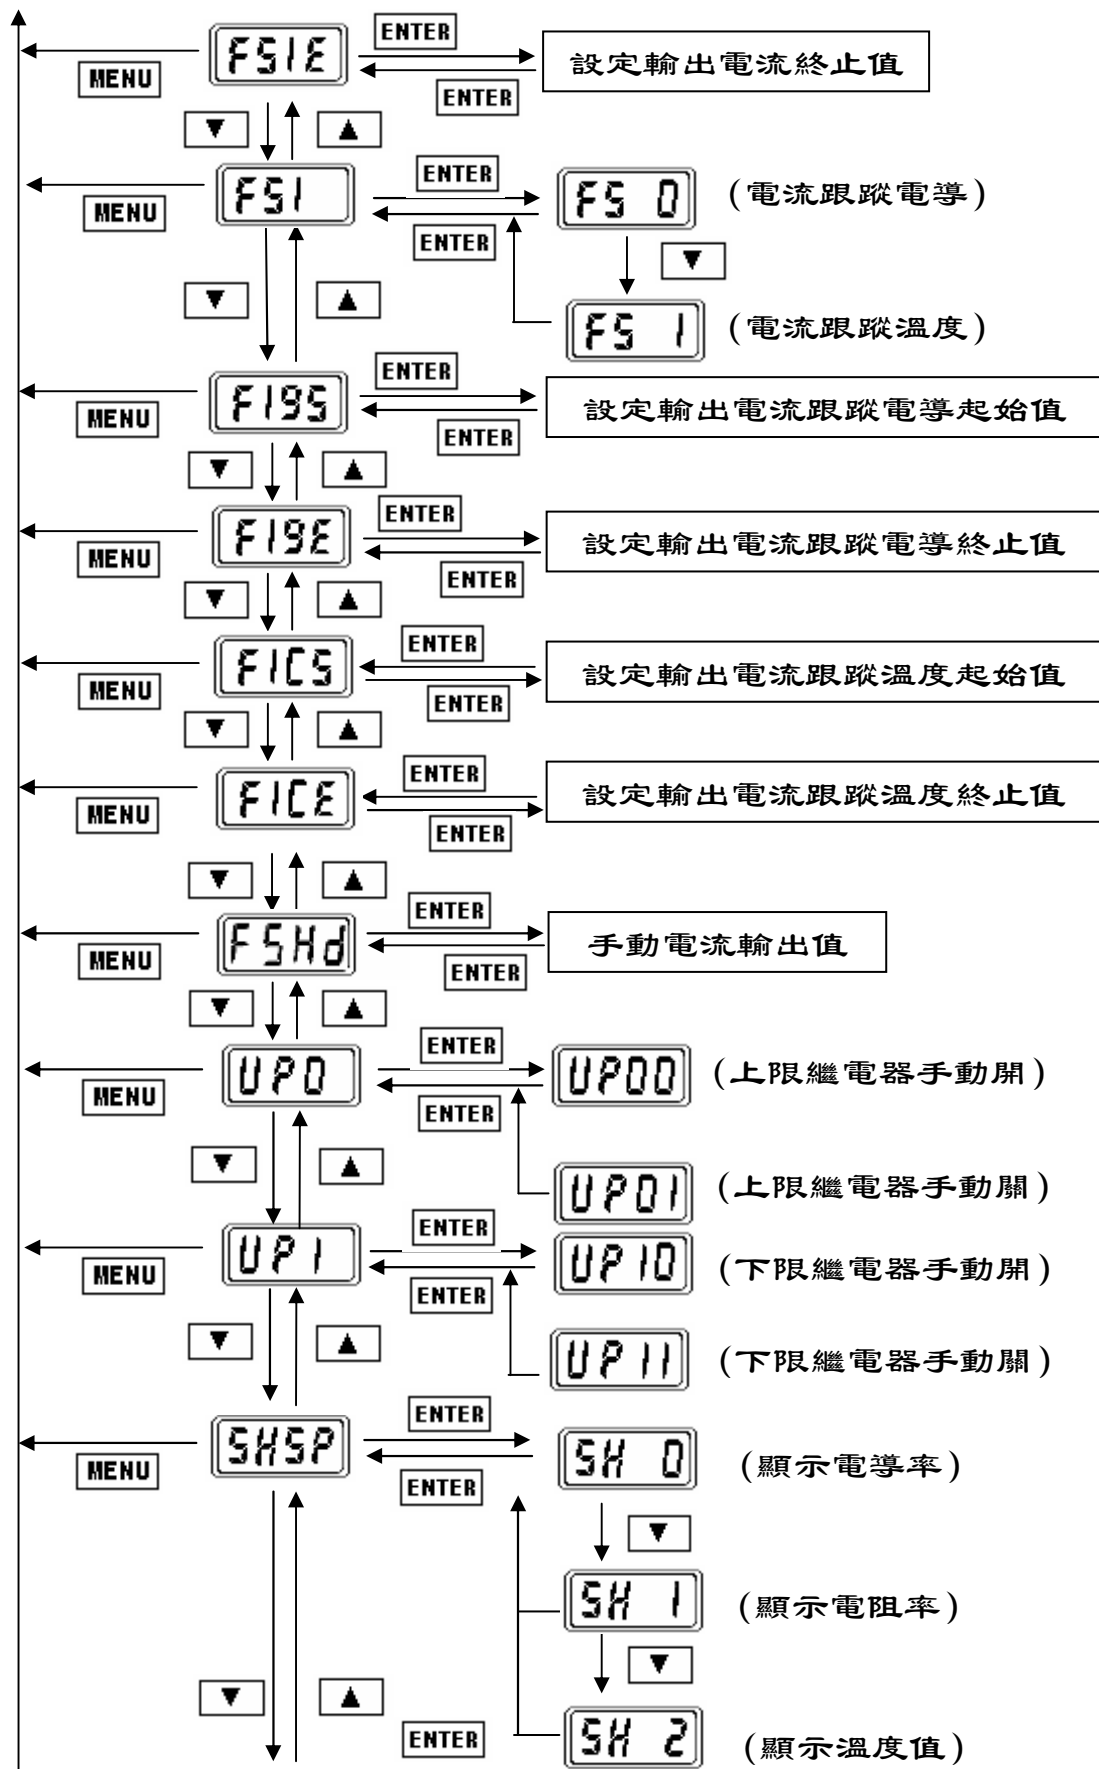 ENTER
FS1E
設定輸出電流終止值
MENU
ENTER
▼ ▲
ENTER
FS1
FS 0 (電流跟蹤電導)
MENU
ENTER
▼
▼ ▲
FS 1 (電流跟蹤溫度)
ENTER
F19S
設定輸出電流跟蹤電導起始值
MENU
ENTER
▼ ▲
ENTER
F19E
設定輸出電流跟蹤電導終止值
MENU
ENTER
▼ ▲
ENTER
F1CS
設定輸出電流跟蹤溫度起始值
MENU
ENTER
▼ ▲
ENTER
F1CE
設定輸出電流跟蹤溫度終止值
MENU
ENTER
▼ ▲
ENTER
FSHd
手動電流輸出值
MENU
ENTER
▼ ▲
ENTER
UP0
UP00 (上限繼電器手動開)
MENU
ENTER
▼ ▲
UP01 (上限繼電器手動關)
ENTER
UP1
UP10 (下限繼電器手動開)
MENU
ENTER
▼ ▲
UP11 (下限繼電器手動關)
ENTER
SHSP
SH 0 (顯示電導率)
MENU
ENTER
▼
SH 1 (顯示電阻率)
▼
▼ ▲
ENTER
SH 2 (顯示溫度值)